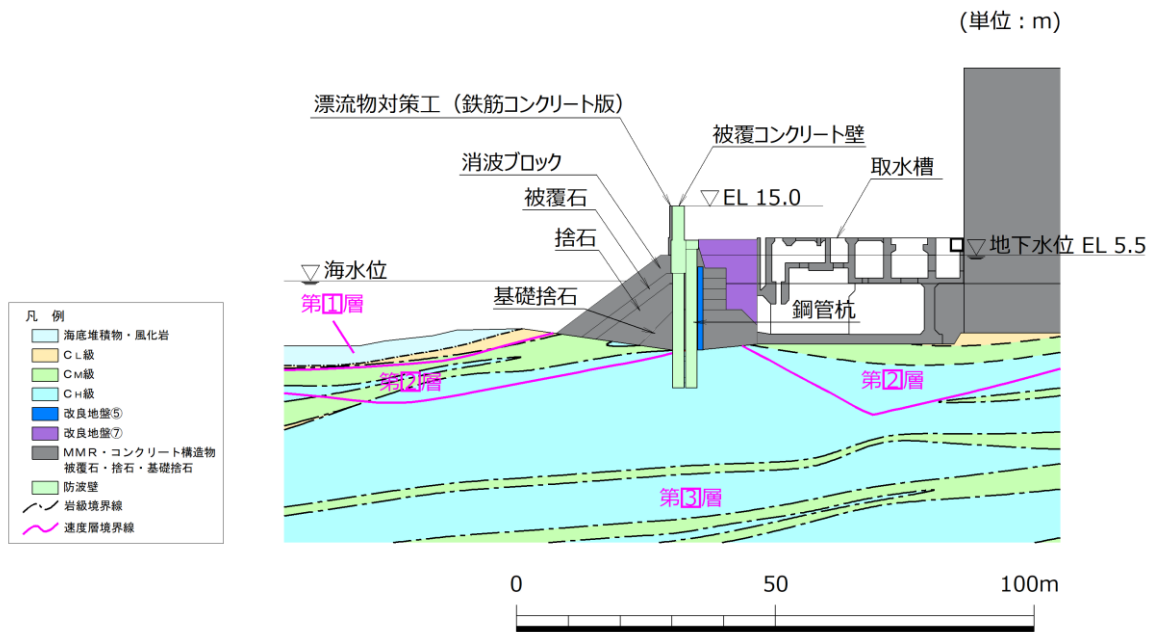 (単位：m)
漂流物対策工（鉄筋コンクリート版）
被覆コンクリート壁
消波ブロック
取水槽
被覆石
▽EL 15.0
捨石
地下水位 EL 5.5
▽海水位
第1層
基礎捨石
鋼管杭
第2層
第2層
第3層
凡 例
海底堆積物・風化岩
ＣＬ級
ＣＭ級
ＣＨ級
改良地盤⑤
改良地盤⑦
ＭＭＲ・コンクリート構造物
被覆石・捨石・基礎捨石
防波壁
岩級境界線
速度層境界線
0
50
100m